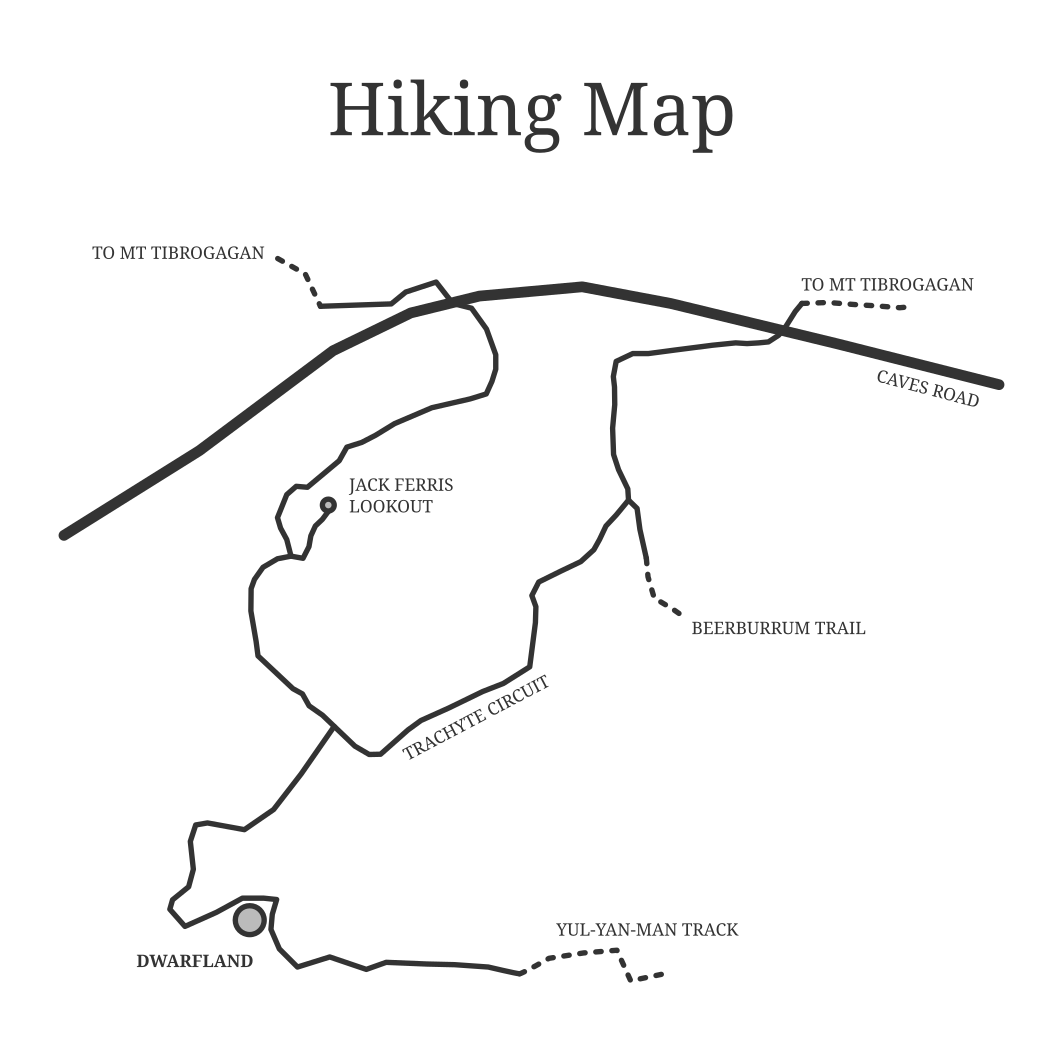 Hiking Map
TO MT TIBROGAGAN
TO MT TIBROGAGAN
CAVES ROAD
JACK FERRIS
LOOKOUT
BEERBURRUM TRAIL
TRACHYTE CIRCUIT
YUL-YAN-MAN TRACK
DWARFLAND